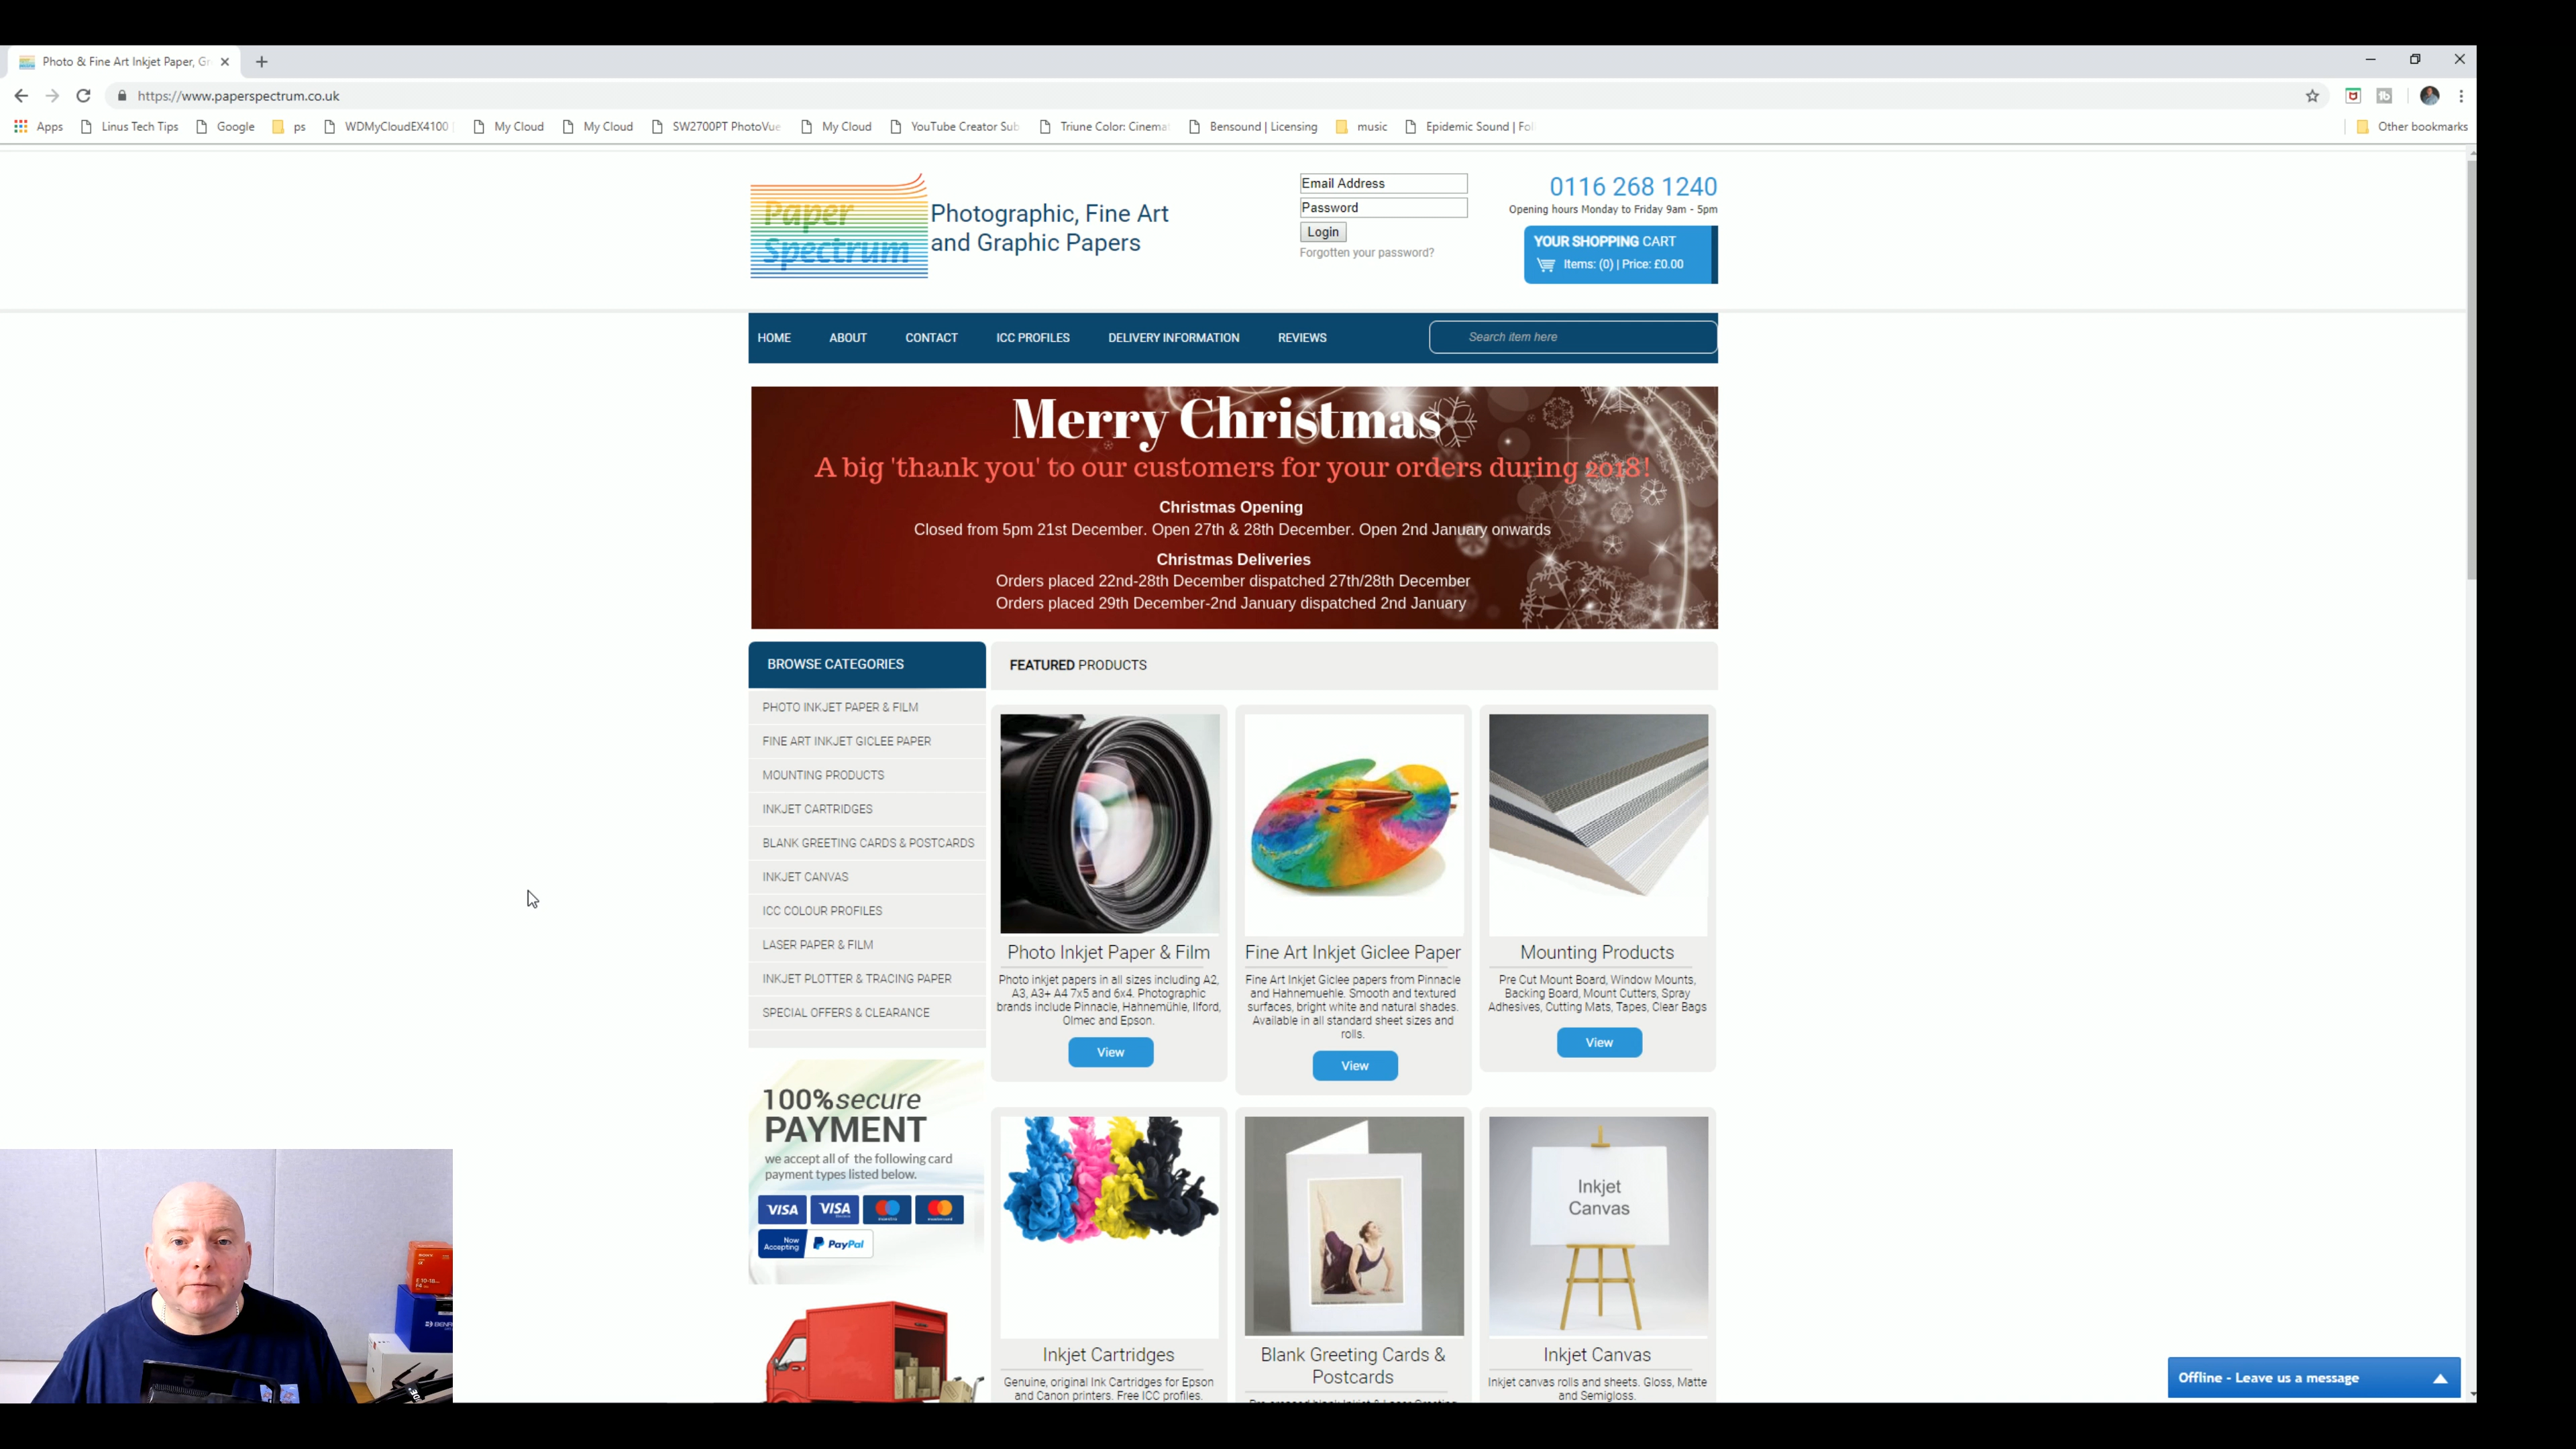 Photo & Fine Art Inkjet Paper, Gr
https://www.paperspectrum.co.uk
Apps
Linus Tech Tips
Google
ps
WDMyCloudEX4100
My Cloud
My Cloud
SW2700PT PhotoVue
My Cloud
YouTube Creator Sub
Triune Color: Cinema
Bensound | Licensing
music
Epidemic Sound | Fol
Other bookmarks
Paper
Spectrum
Photographic, Fine Art
and Graphic Papers
Email Address
Password
Login
Forgotten your password?
0116 268 1240
Opening hours Monday to Friday 9am - 5pm
YOUR SHOPPING CART
Items: (0) | Price: £0.00
HOME
ABOUT
CONTACT
ICC PROFILES
DELIVERY INFORMATION
REVIEWS
Search item here
Merry Christmas
A big 'thank you' to our customers for your orders during 2018!
Christmas Opening
Closed from 5pm 21st December. Open 27th & 28th December. Open 2nd January onwards
Christmas Deliveries
Orders placed 22nd-28th December dispatched 27th/28th December
Orders placed 29th December-2nd January dispatched 2nd January
BROWSE CATEGORIES
PHOTO INKJET PAPER & FILM
FINE ART INKJET GICLEE PAPER
MOUNTING PRODUCTS
INKJET CARTRIDGES
BLANK GREETING CARDS & POSTCARDS
INKJET CANVAS
ICC COLOUR PROFILES
LASER PAPER & FILM
INKJET PLOTTER & TRACING PAPER
SPECIAL OFFERS & CLEARANCE
100%secure
PAYMENT
we accept all of the following card
payment types listed below.
VISA
VISA
Now
Accepting
PayPal
FEATURED PRODUCTS
Photo Inkjet Paper & Film
Photo inkjet papers in all sizes including A2,
A3, A3+ A4 7x5 and 6x4. Photographic
brands include Pinnacle, Hahnemühle, Ilford,
Olmec and Epson.
View
Fine Art Inkjet Giclee Paper
Fine Art Inkjet Giclee papers from Pinnacle
and Hahnemuehle. Smooth and textured
surfaces, bright white and natural shades.
Available in all standard sheet sizes and
rolls.
View
Mounting Products
Pre Cut Mount Board, Window Mounts,
Backing Board, Mount Cutters, Spray
Adhesives, Cutting Mats, Tapes, Clear Bags
View
Inkjet Cartridges
Genuine, original Ink Cartridges for Epson
and Canon printers. Free ICC profiles.
Blank Greeting Cards &
Postcards
Inkjet
Canvas
Inkjet Canvas
Inkjet canvas rolls and sheets. Gloss, Matte
and Semigloss.
Offline - Leave us a message